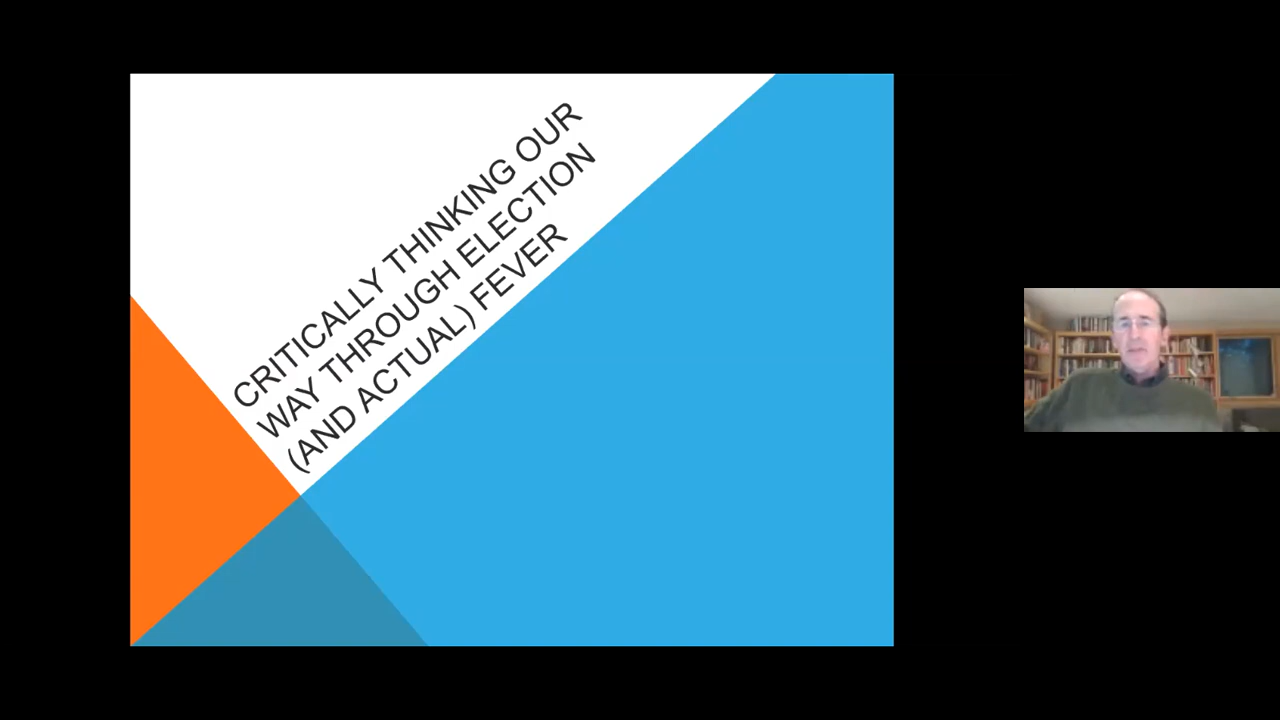 CRITICALLY THINKING OUR
WAY THROUGH ELECTION
(AND ACTUAL) FEVER